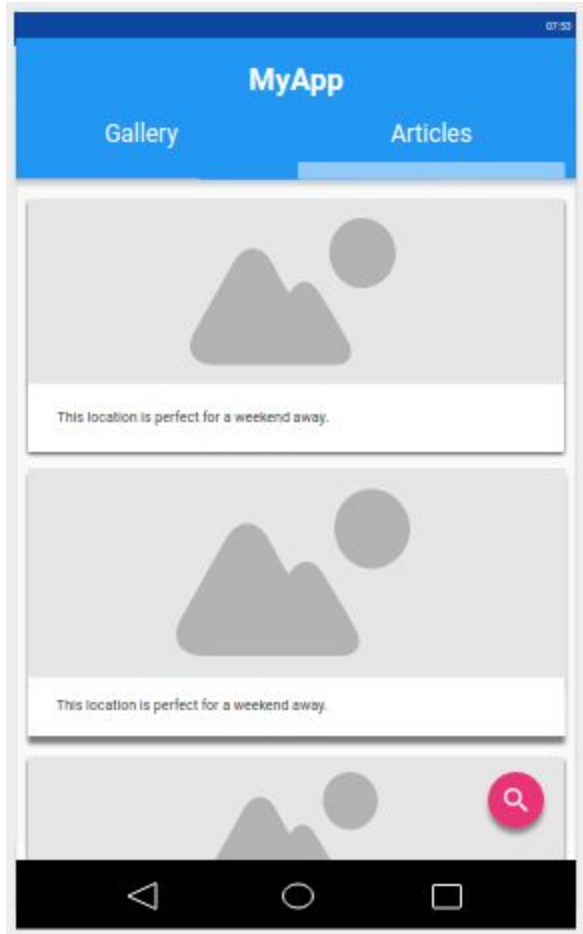 07:53
MyApp
Gallery
Articles
This location is perfect for a weekend away.
This location is perfect for a weekend away.